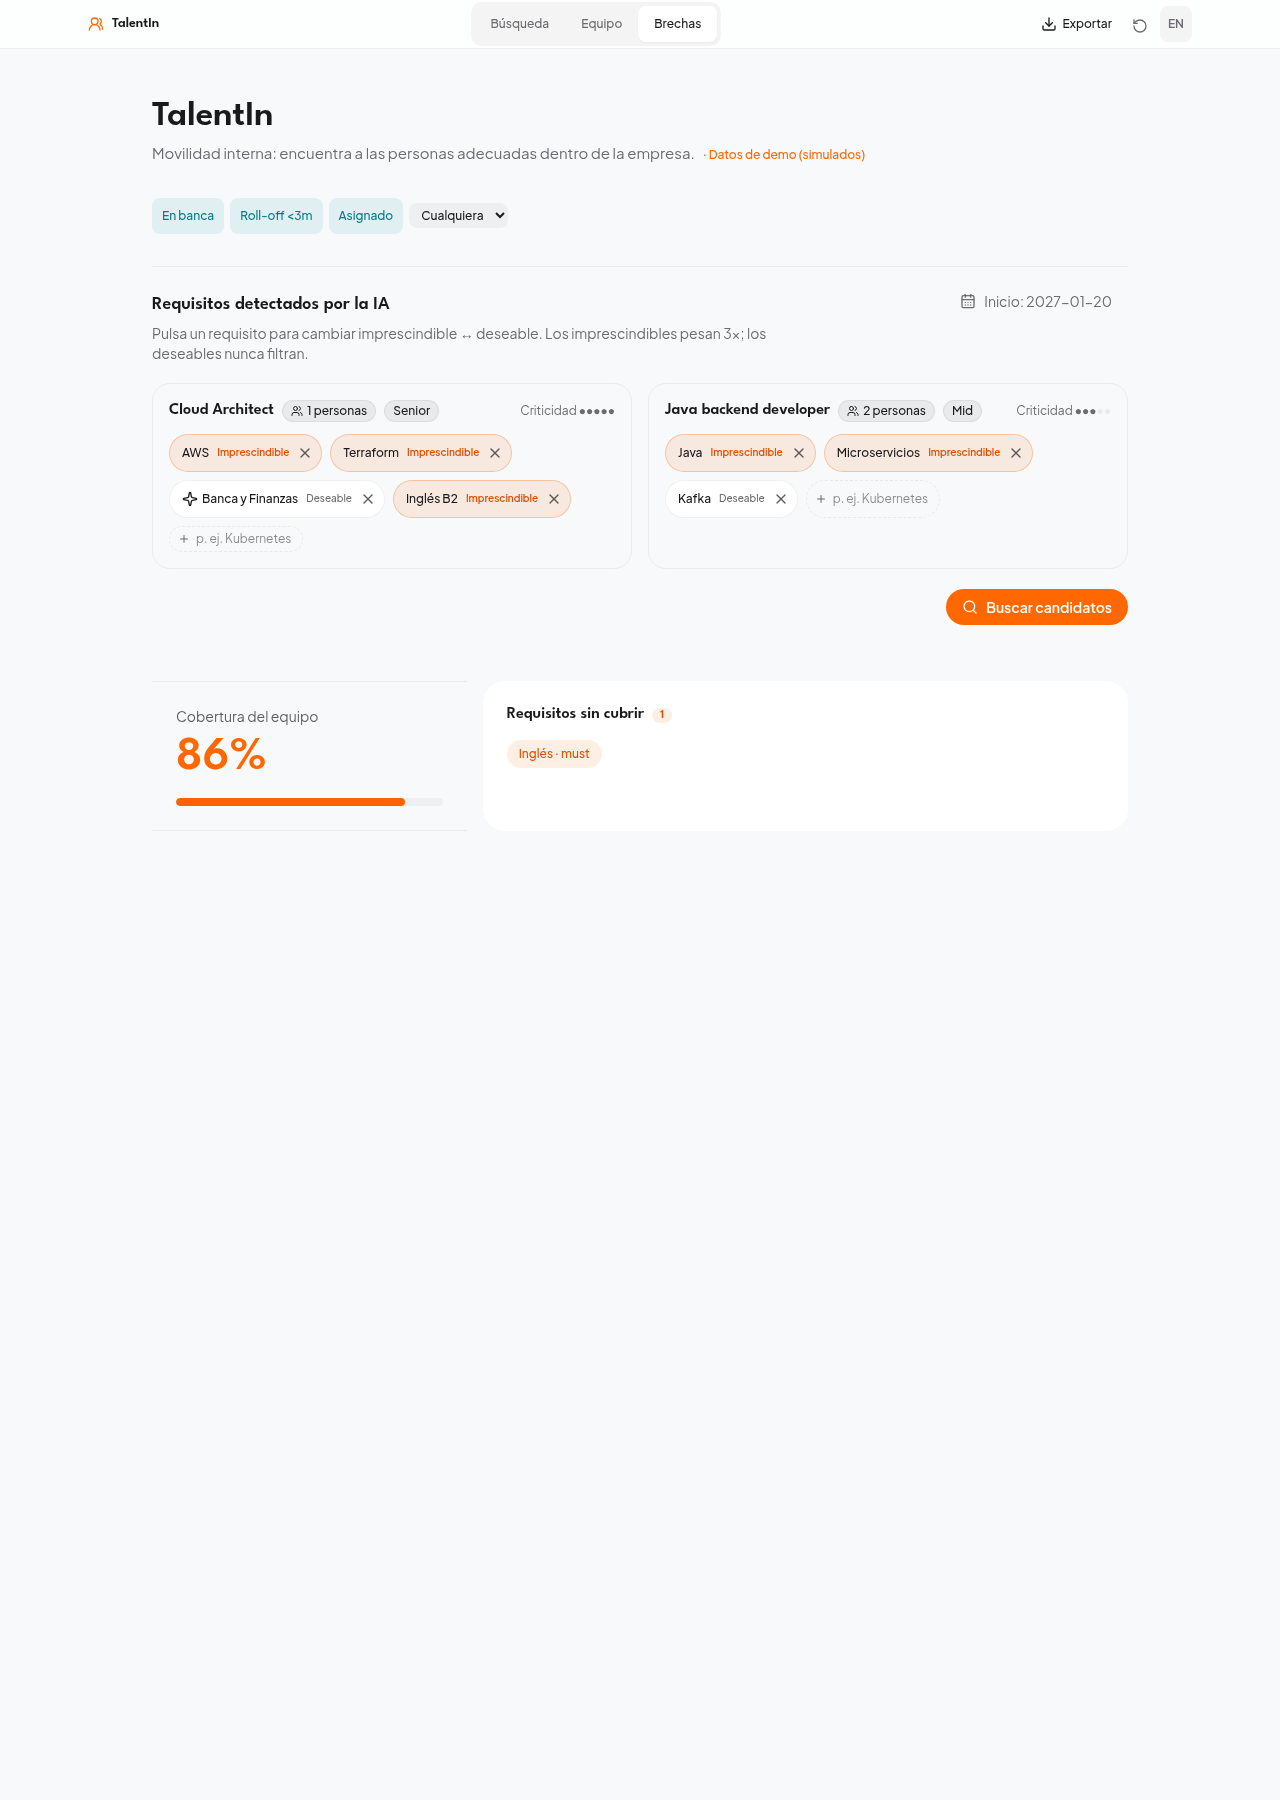 TalentIn
Búsqueda
Equipo
Brechas
Exportar
EN
TalentIn
Movilidad interna: encuentra a las personas adecuadas dentro de la empresa. · Datos de demo (simulados)
En banca
Roll-off <3m
Asignado
Cualquiera
Requisitos detectados por la IA
Inicio: 2027-01-20
Pulsa un requisito para cambiar imprescindible ↔ deseable. Los imprescindibles pesan 3×; los
deseables nunca filtran.
Cloud Architect
1 personas
Senior
Criticidad ●●●●●
AWS Imprescindible
Terraform Imprescindible
Banca y Finanzas Deseable
Inglés B2 Imprescindible
+ p. ej. Kubernetes
Java backend developer
2 personas
Mid
Criticidad ●●●●●
Java Imprescindible
Microservicios Imprescindible
Kafka Deseable
+ p. ej. Kubernetes
Buscar candidatos
Cobertura del equipo
86%
Requisitos sin cubrir 1
Inglés · must